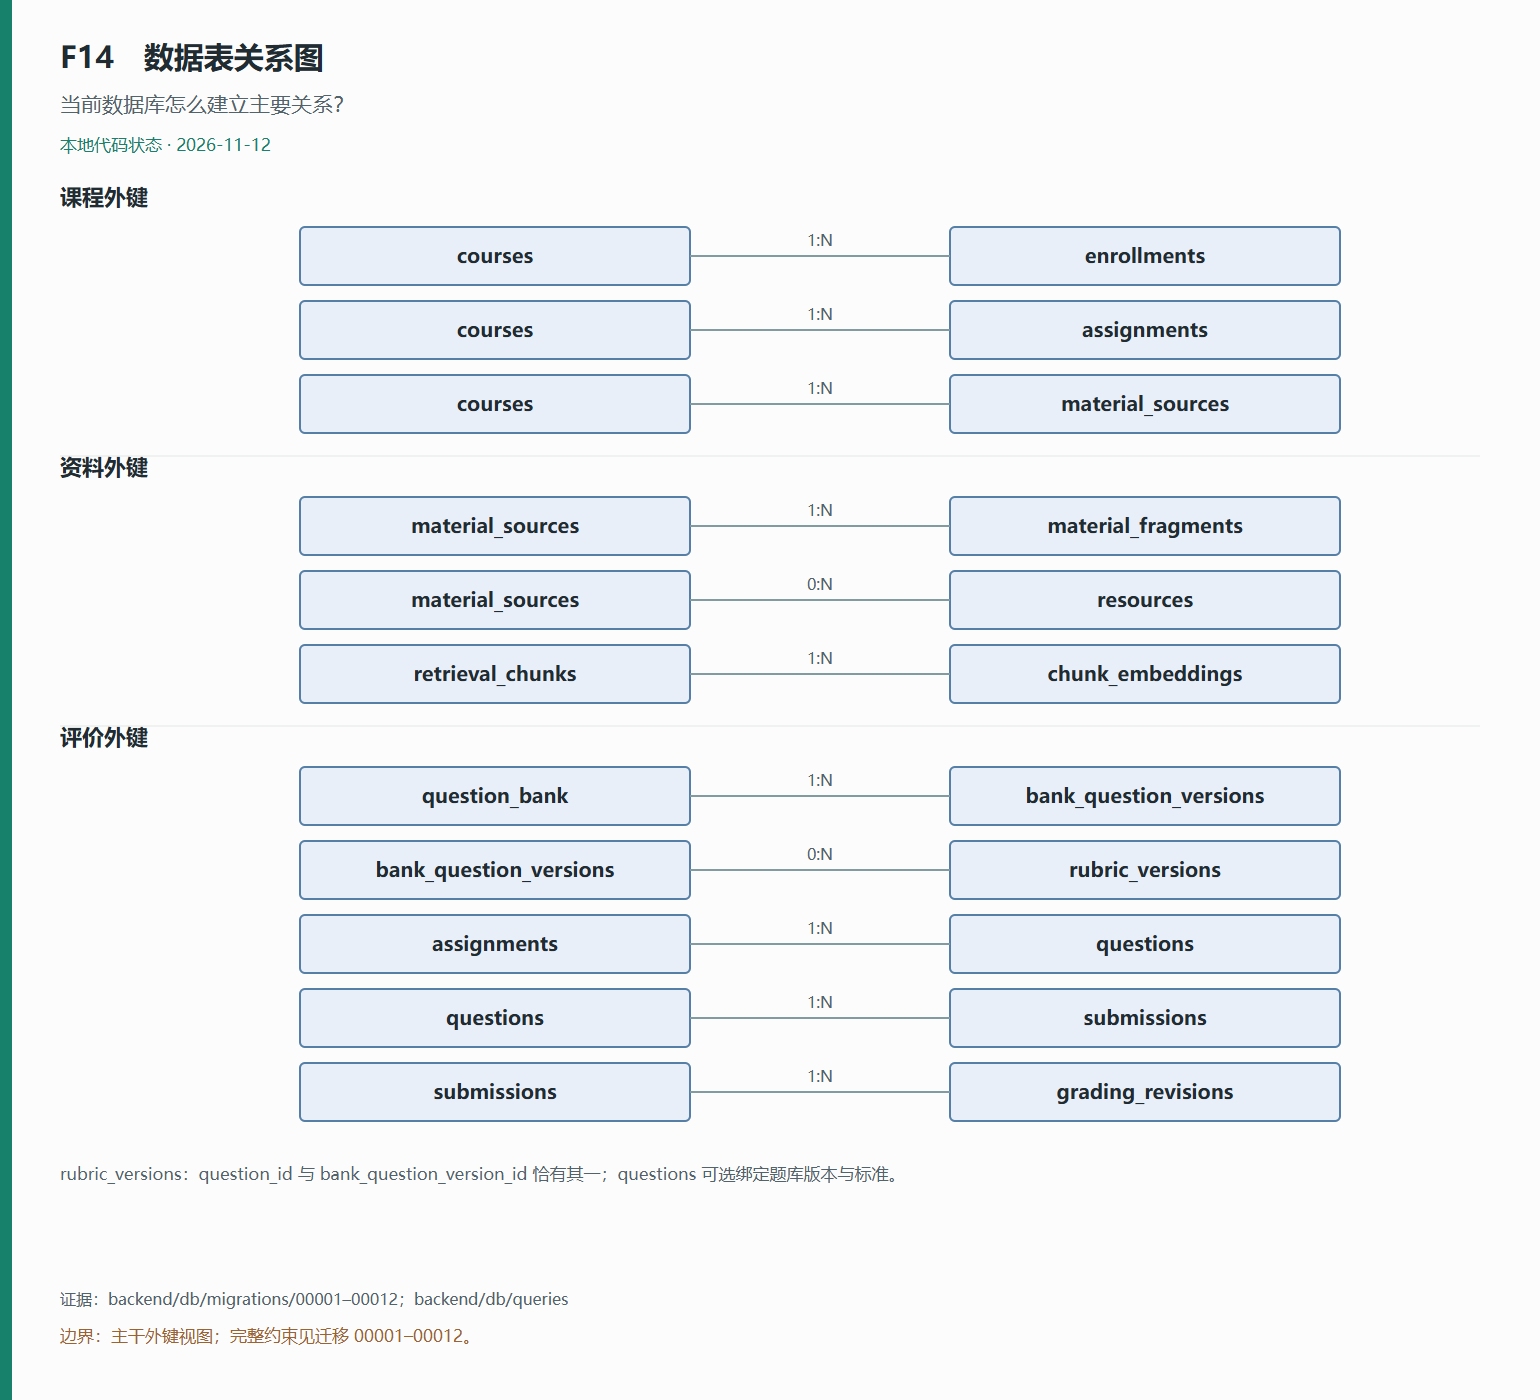 F14 数据表关系图
当前数据库怎么建立主要关系？
本地代码状态 · 2026-11-12
课程外键
courses 1:N enrollments
courses 1:N assignments
courses 1:N material_sources
资料外键
material_sources 1:N material_fragments
material_sources 0:N resources
retrieval_chunks 1:N chunk_embeddings
评价外键
question_bank 1:N bank_question_versions
bank_question_versions 0:N rubric_versions
assignments 1:N questions
questions 1:N submissions
submissions 1:N grading_revisions
rubric_versions：question_id 与 bank_question_version_id 恰有其一；questions 可选绑定题库版本与标准。
证据：backend/db/migrations/00001–00012；backend/db/queries
边界：主干外键视图；完整约束见迁移 00001–00012。